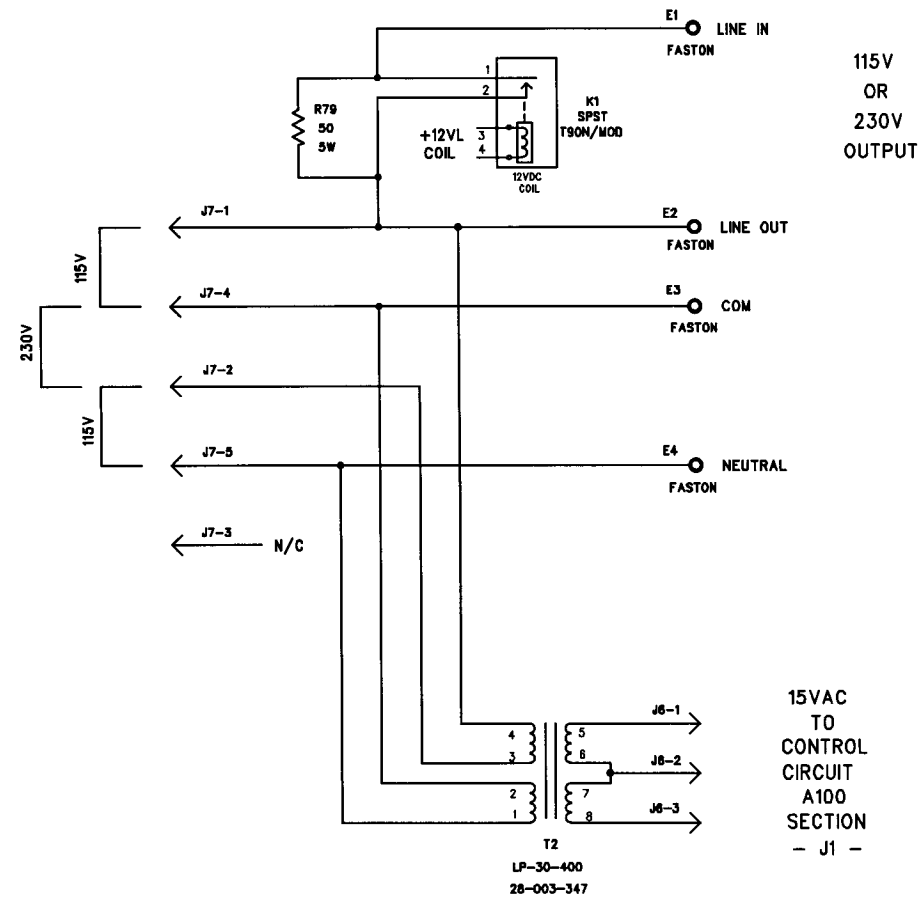 E1
LINE IN
FASTON
115V
OR
230V
OUTPUT
1
2
R79
50
5W
K1
SPST
T90N/MOD
+12VL
COIL
3
4
12VDC
COIL
J7-1
E2
LINE OUT
FASTON
115V
J7-4
E3
COM
FASTON
230V
J7-2
115V
J7-5
E4
NEUTRAL
FASTON
J7-3
N/C
4
3
2
1
5
6
7
8
J6-1
J6-2
J6-3
T2
LP-30-400
28-003-347
15VAC
TO
CONTROL
CIRCUIT
A100
SECTION
- J1 -